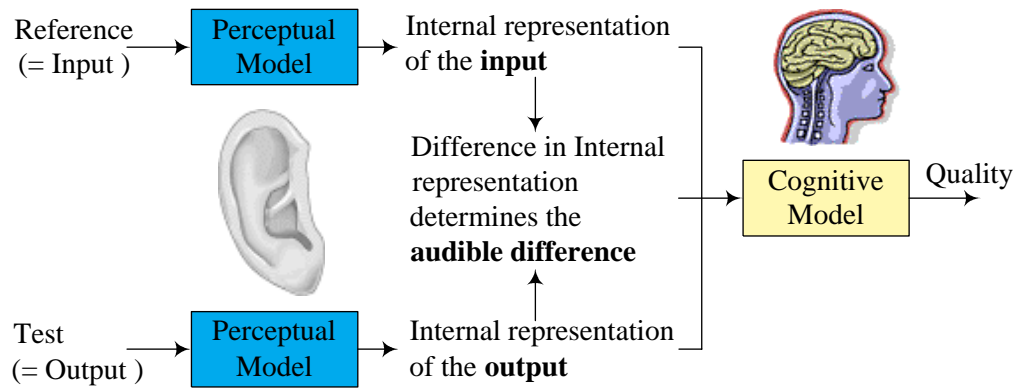 Reference
(= Input )
Perceptual
Model
Internal representation
of the input
Difference in Internal
representation
determines the
audible difference
Cognitive
Model
Quality
Test
(= Output )
Perceptual
Model
Internal representation
of the output